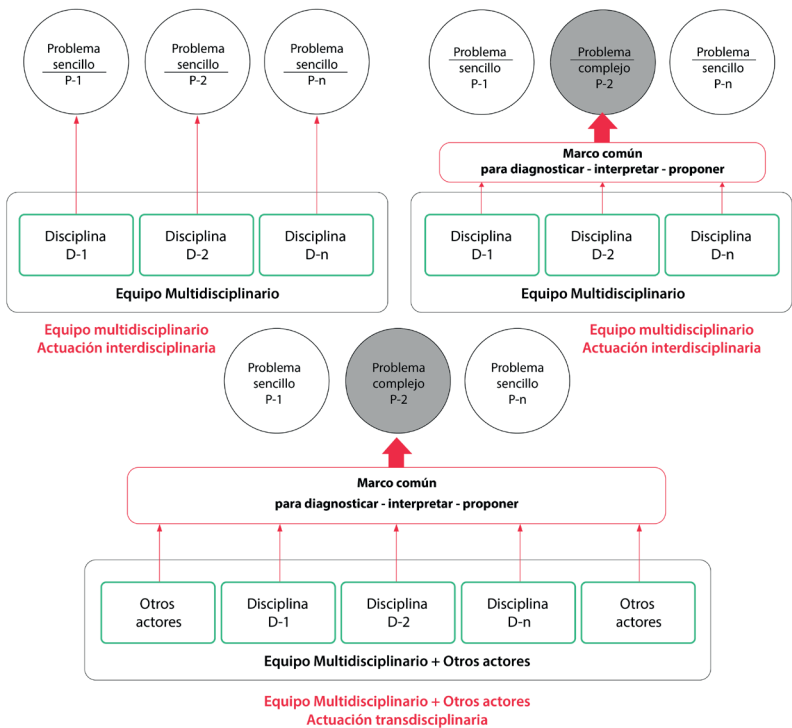 Problema
sencillo
P-1
Problema
sencillo
P-2
Problema
sencillo
P-n
Disciplina
D-1
Disciplina
D-2
Disciplina
D-n
Equipo Multidisciplinario
Equipo multidisciplinario
Actuación interdisciplinaria
Problema
sencillo
P-1
Problema
complejo
P-2
Problema
sencillo
P-n
Marco común
para diagnosticar - interpretar - proponer
Disciplina
D-1
Disciplina
D-2
Disciplina
D-n
Equipo Multidisciplinario
Equipo multidisciplinario
Actuación interdisciplinaria
Problema
sencillo
P-1
Problema
complejo
P-2
Problema
sencillo
P-n
Marco común
para diagnosticar - interpretar - proponer
Otros
actores
Disciplina
D-1
Disciplina
D-2
Disciplina
D-n
Otros
actores
Equipo Multidisciplinario + Otros actores
Equipo Multidisciplinario + Otros actores
Actuación transdisciplinaria